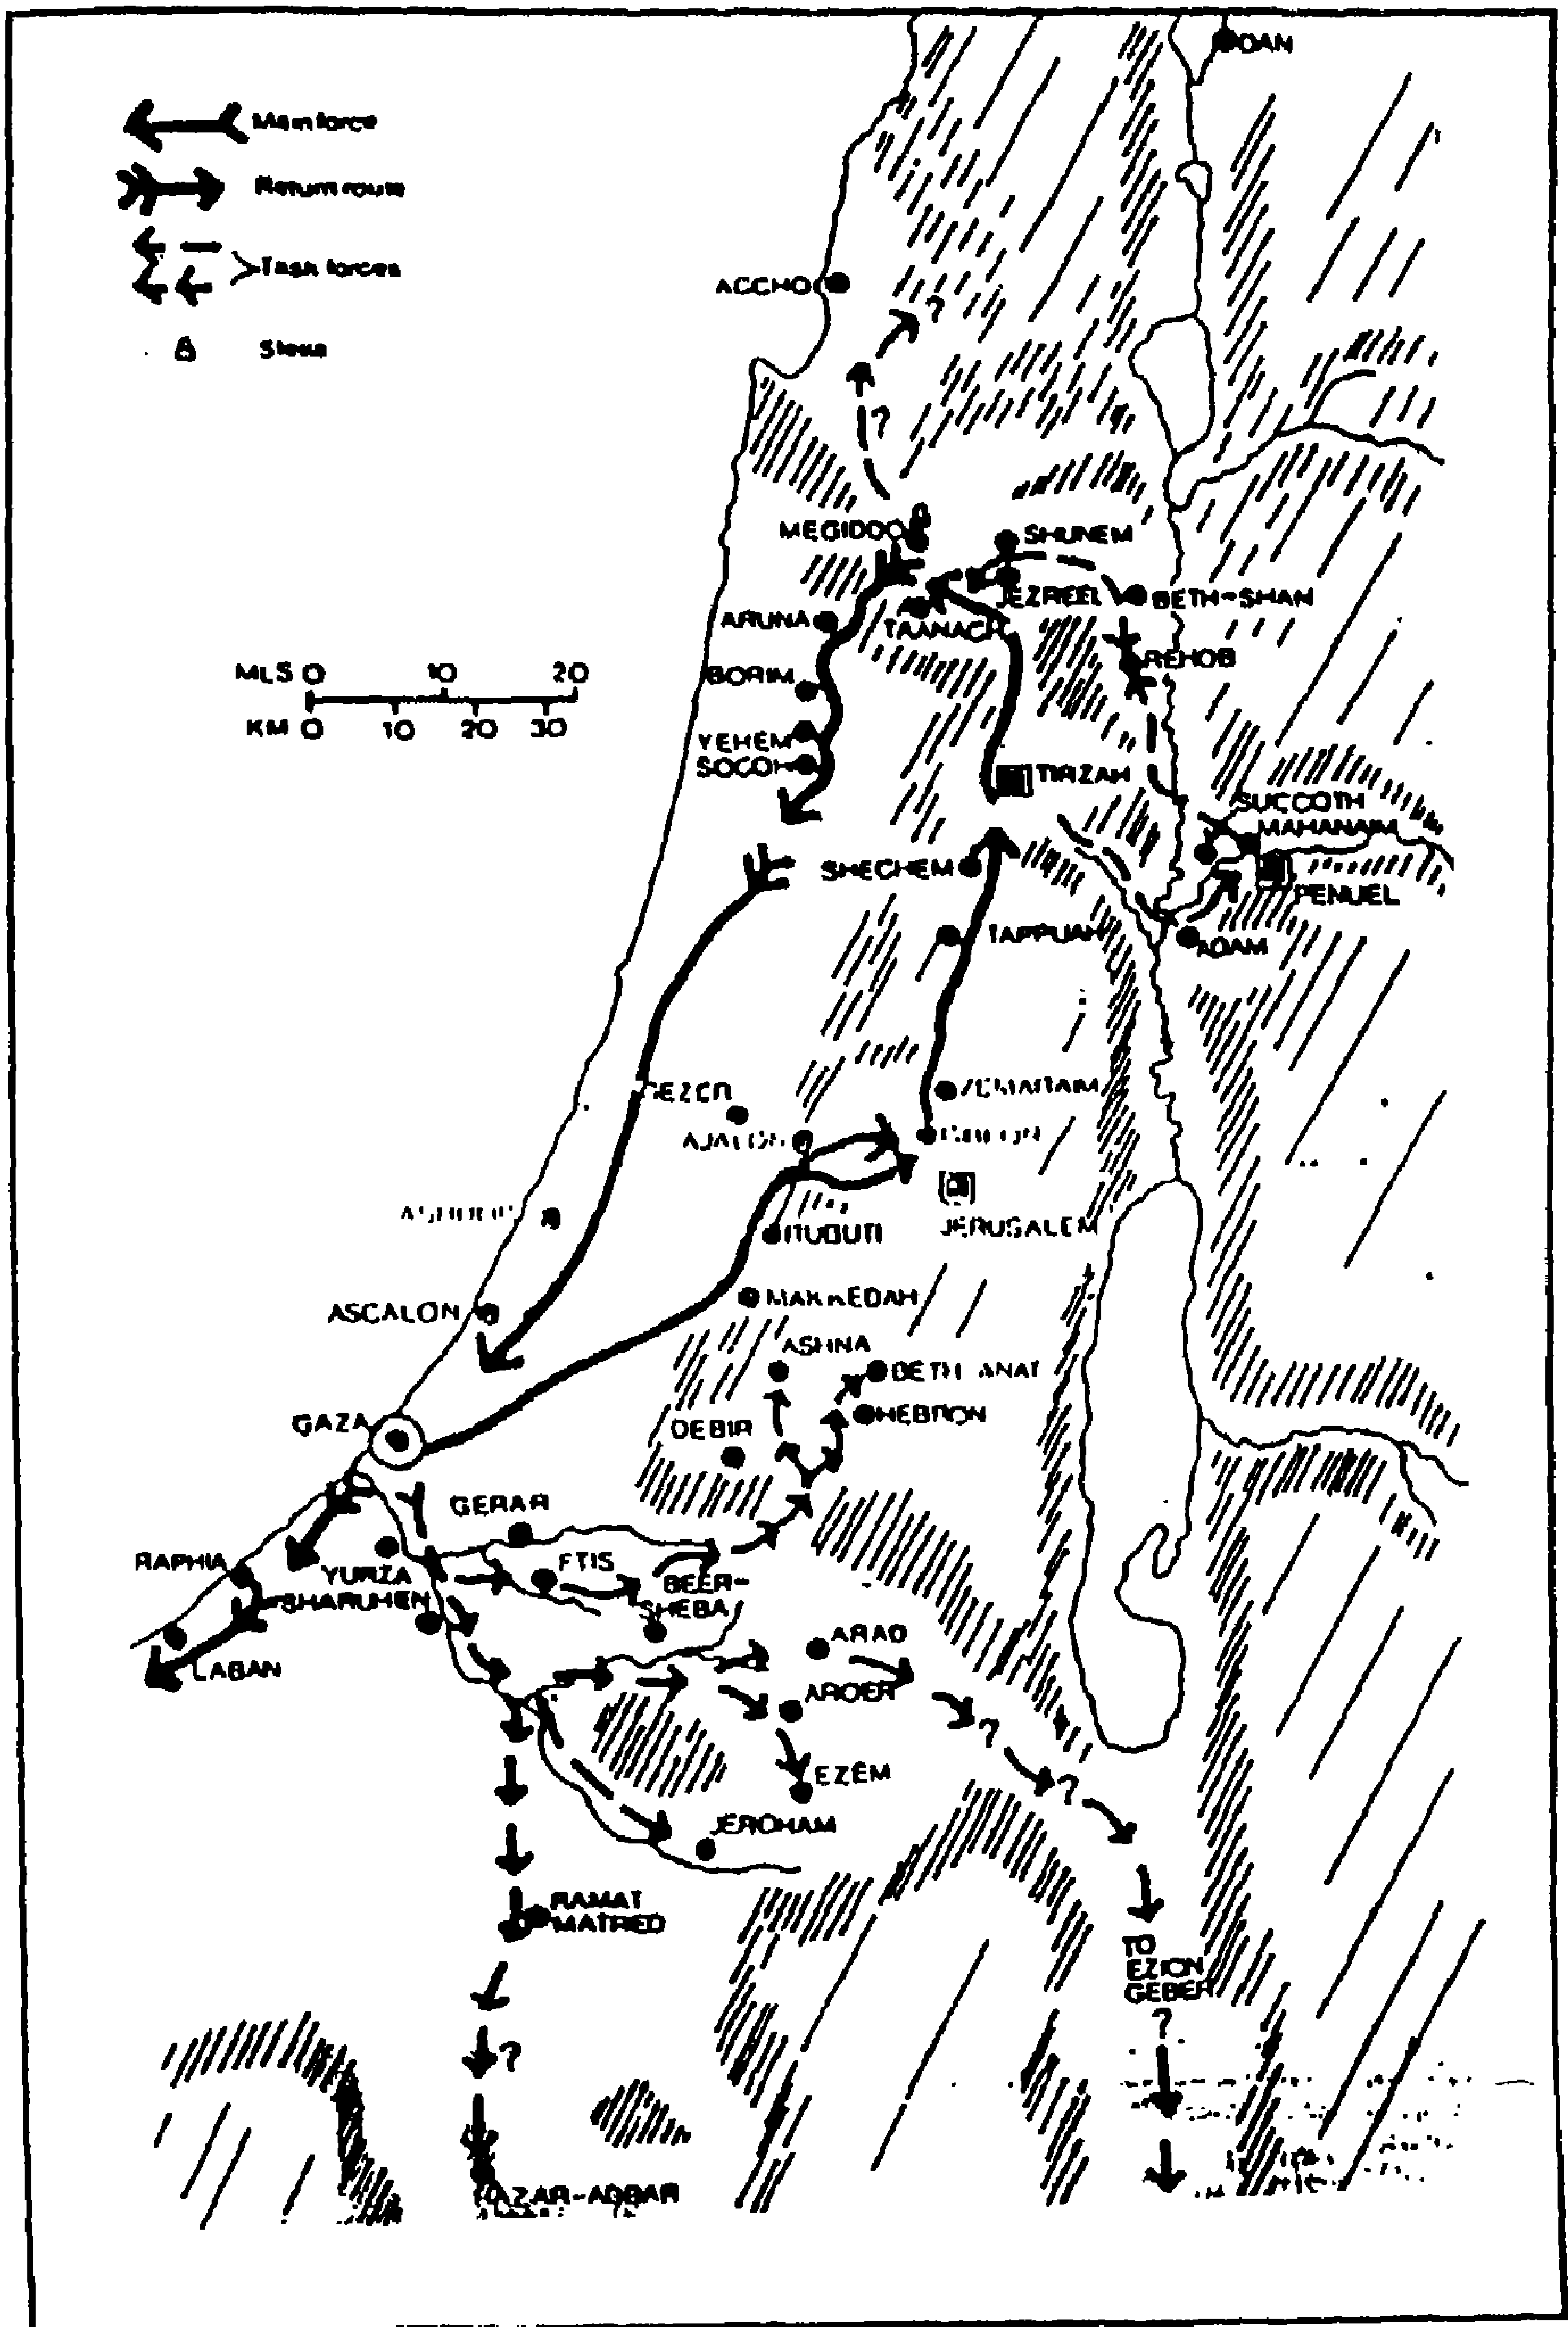 DAN
Main force
Return route
Task forces
ACCHO
?
?
MEGIDDO
SHUNEM
JEZREEL
BETH-SHAN
ARUNA
TAANACH
REHOB
MLS 0 10 20
KM 0 10 20 30
BORIM
YEHEM
SOCOH
TIRZAH
SUCCOTH
MAHANAIM
SHECHEM
PENUEL
TAPPUAH
ADAM
GEZER
ZEMARAIM
AJALON
JERUSALEM
ASCALON
MAKKEDAH
ASHNA
BETH ANAT
GAZA
DEBIR
HEBRON
GERAR
RAPHIA
YURZA
FTIS
SHARUHEN
BEER-
SHEBA
LABAN
ARAD
AROER
?
EZEM
?
JEROHAM
RAMAT
MATRED
TO
EZION
GEBER
?
?